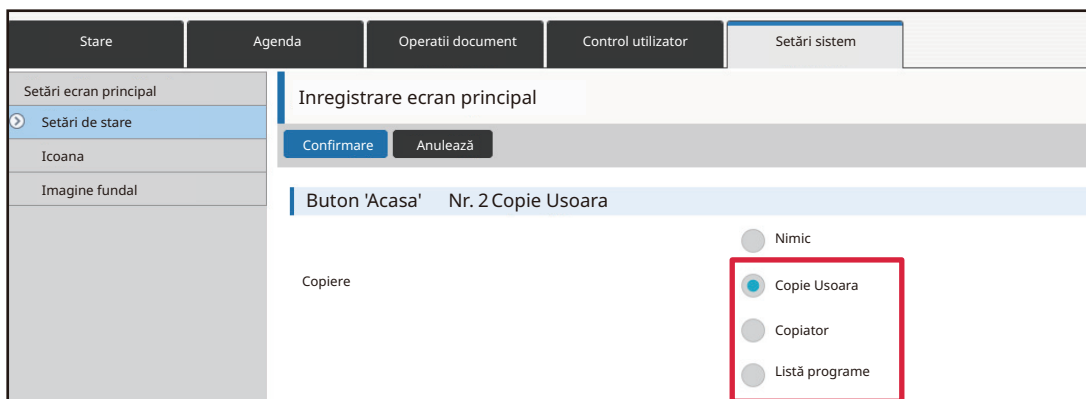 Stare Agenda Operatii document Control utilizator Setări sistem
Setări ecran principal
Setări de stare
Icoana
Imagine fundal
Inregistrare ecran principal
Confirmare Anulează
Buton 'Acasa' Nr. 2 Copie Usoara
Nimic
Copiere
Copie Usoara
Copiator
Listă programe